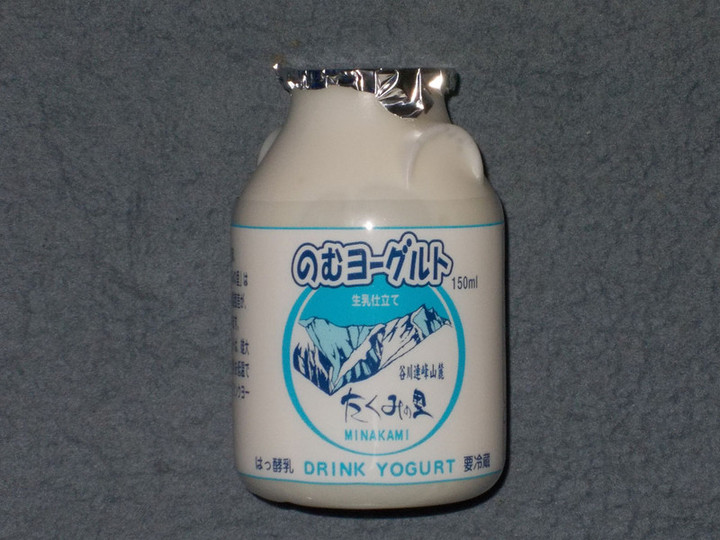 のむヨーグルト
150ml
生乳仕立て
谷川連峰山麓
たくみの里
MINAKAMI
はっ酵乳 DRINK YOGURT 要冷蔵